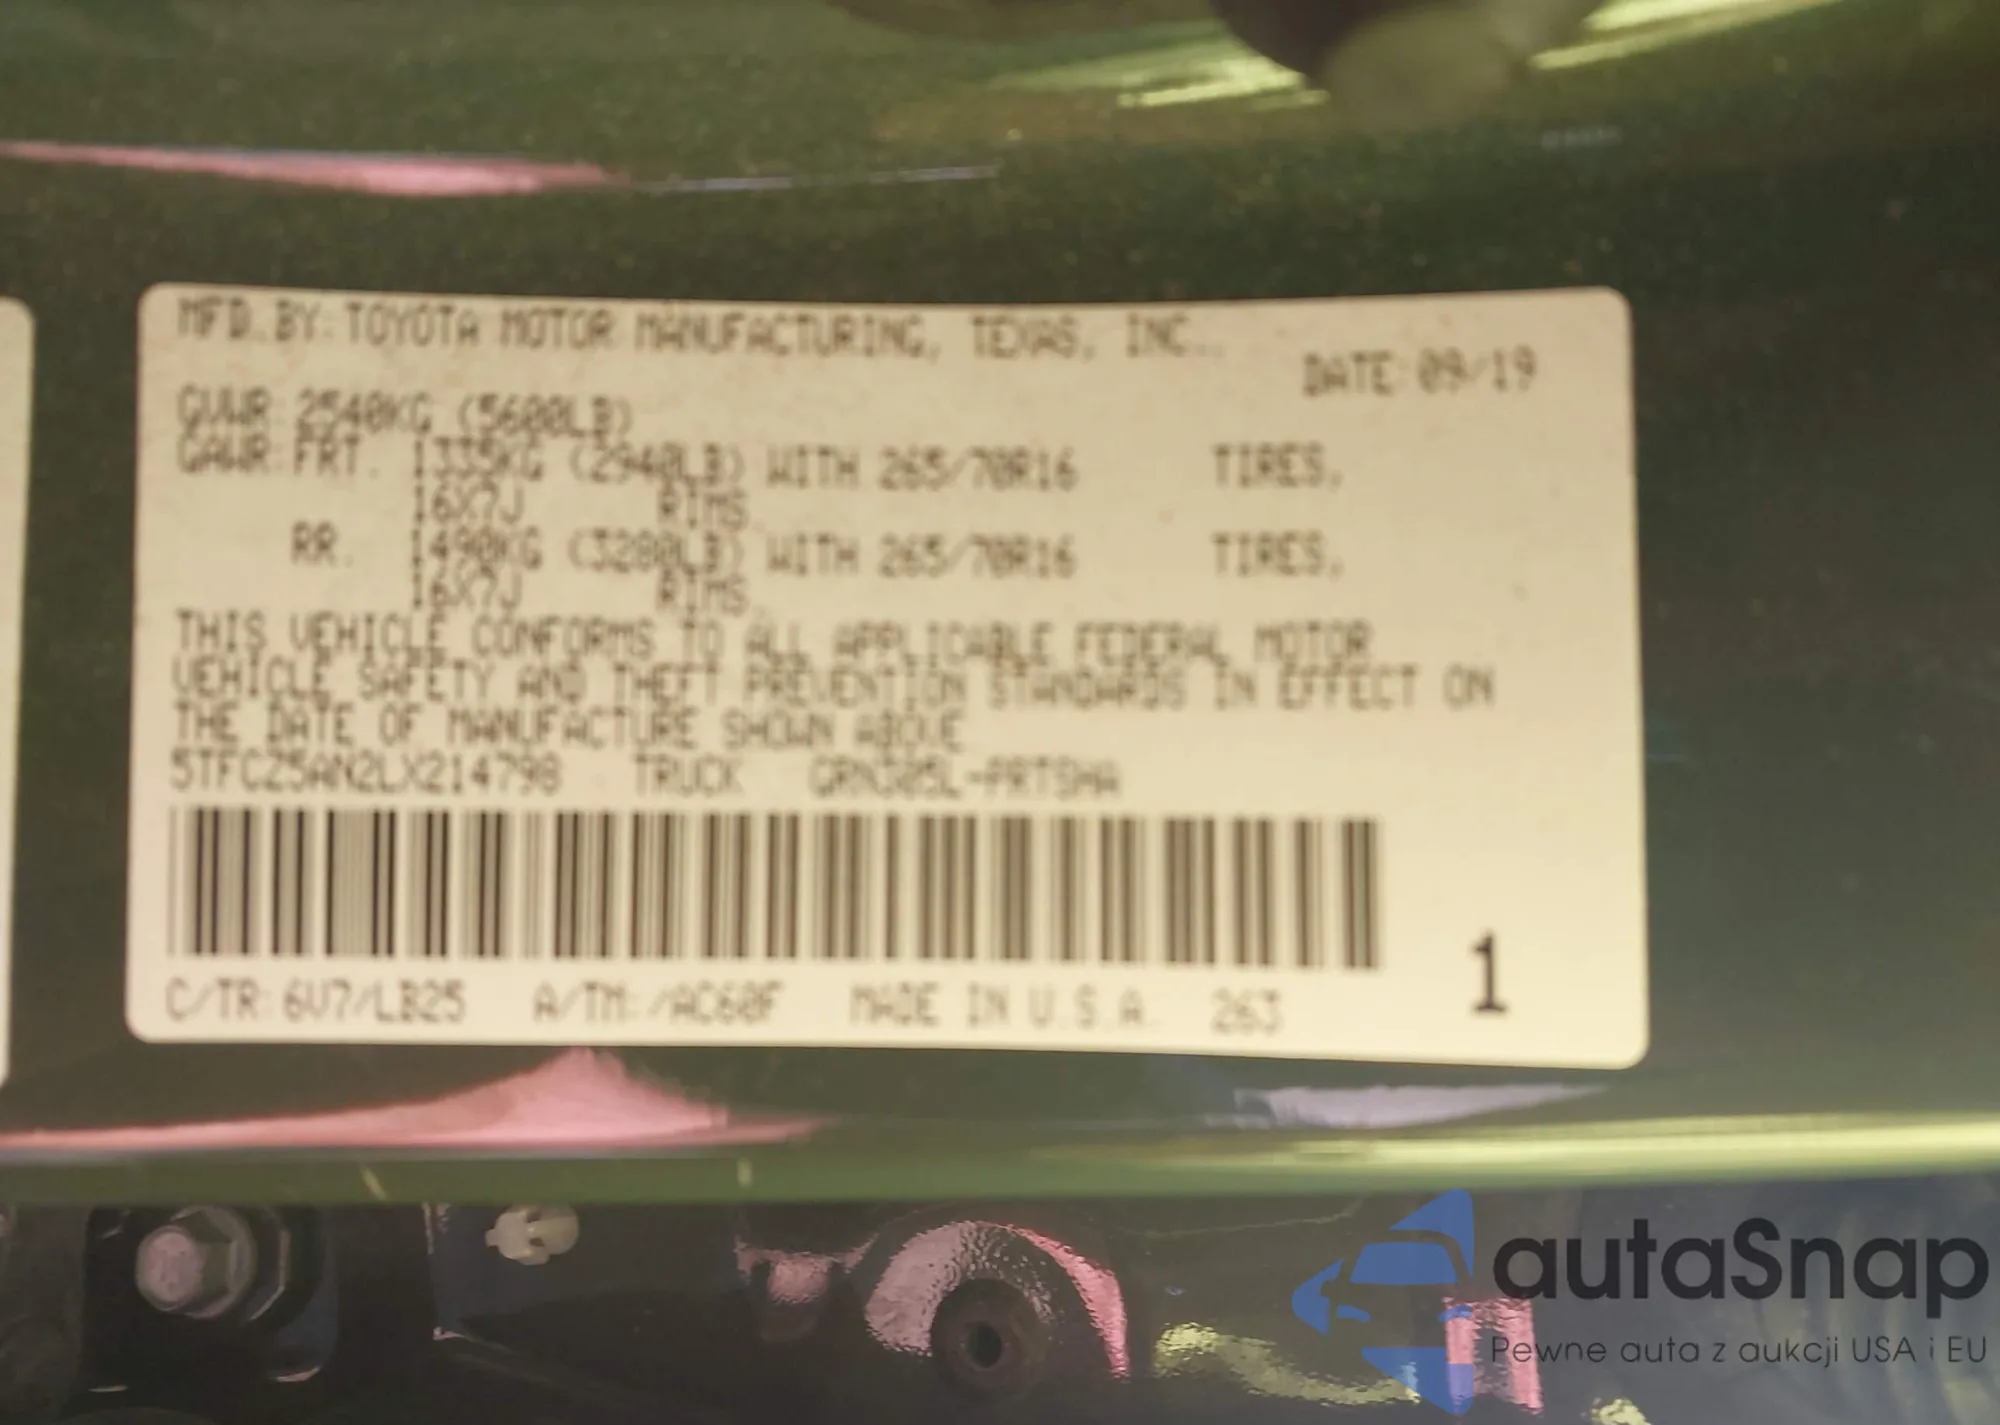 MFD. BY: TOYOTA MOTOR MANUFACTURING, TEXAS, INC.,
DATE: 09/19
GVWR: 2540KG (5600LB)
GAWR: FRT. 1335KG (2940LB) WITH 265/70R16 TIRES,
16X7J RIMS
RR. 1490KG (3280LB) WITH 265/70R16 TIRES,
16X7J RIMS
THIS VEHICLE CONFORMS TO ALL APPLICABLE FEDERAL MOTOR
VEHICLE SAFETY AND THEFT PREVENTION STANDARDS IN EFFECT ON
THE DATE OF MANUFACTURE SHOWN ABOVE
5TFCZ5AN2LX214798 TRUCK GRN305L-PRTSHA
C/TR: 6V7/LB25 A/TM: /AC60F MADE IN U.S.A. 263
1
autaSnap
Pewne auta z aukcji USA i EU